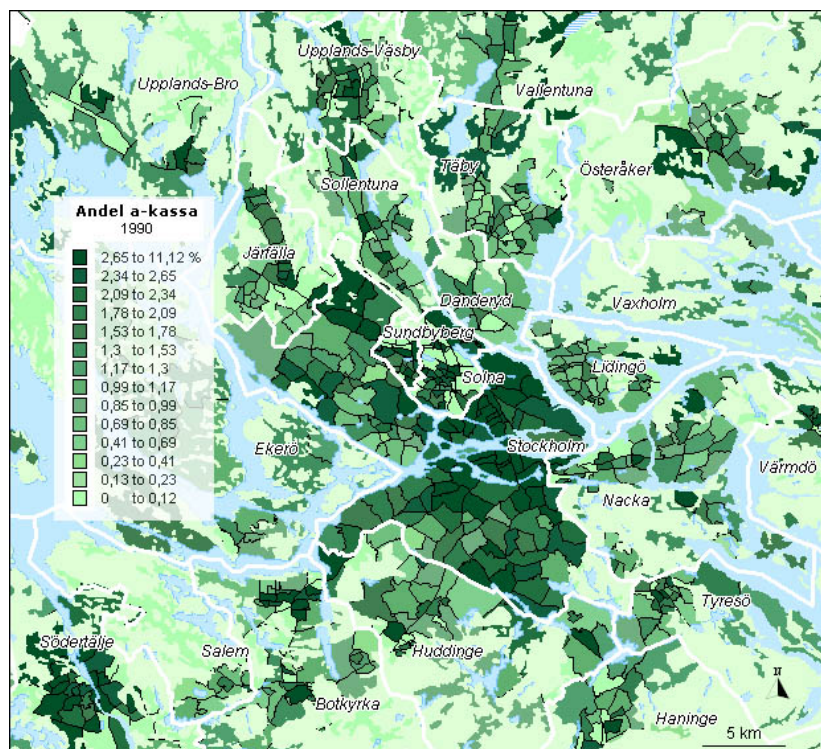 Upplands-Väsby
Upplands-Bro
Vallentuna
Täby
Österåker
Sollentuna
Andel a-kassa
1990
2,65 to 11,12 %
2,34 to 2,65
2,09 to 2,34
1,78 to 2,09
1,53 to 1,78
1,3 to 1,53
1,17 to 1,3
0,99 to 1,17
0,85 to 0,99
0,69 to 0,85
0,41 to 0,69
0,23 to 0,41
0,13 to 0,23
0 to 0,12
Järfälla
Danderyd
Vaxholm
Sundbyberg
Solna
Lidingö
Ekerö
Stockholm
Värmdö
Nacka
Tyresö
Södertälje
Salem
Huddinge
Botkyrka
Haninge
N
5 km